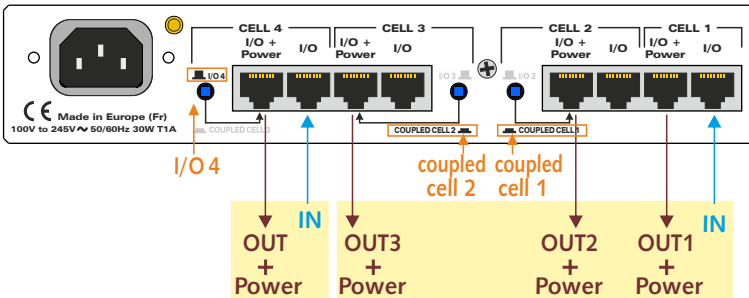 CELL 4 CELL 3 CELL 2 CELL 1
I/O + Power I/O I/O + Power I/O I/O + Power I/O I/O + Power I/O
I/O 4 I/O 3 I/O 2
CE Made in Europe (Fr)
100V to 245V ~ 50/60Hz 30W T1A
COUPLED CELL 3 COUPLED CELL 2 COUPLED CELL 1
I/O 4
coupled cell 2
coupled cell 1
IN
IN
OUT + Power
OUT3 + Power
OUT2 + Power
OUT1 + Power